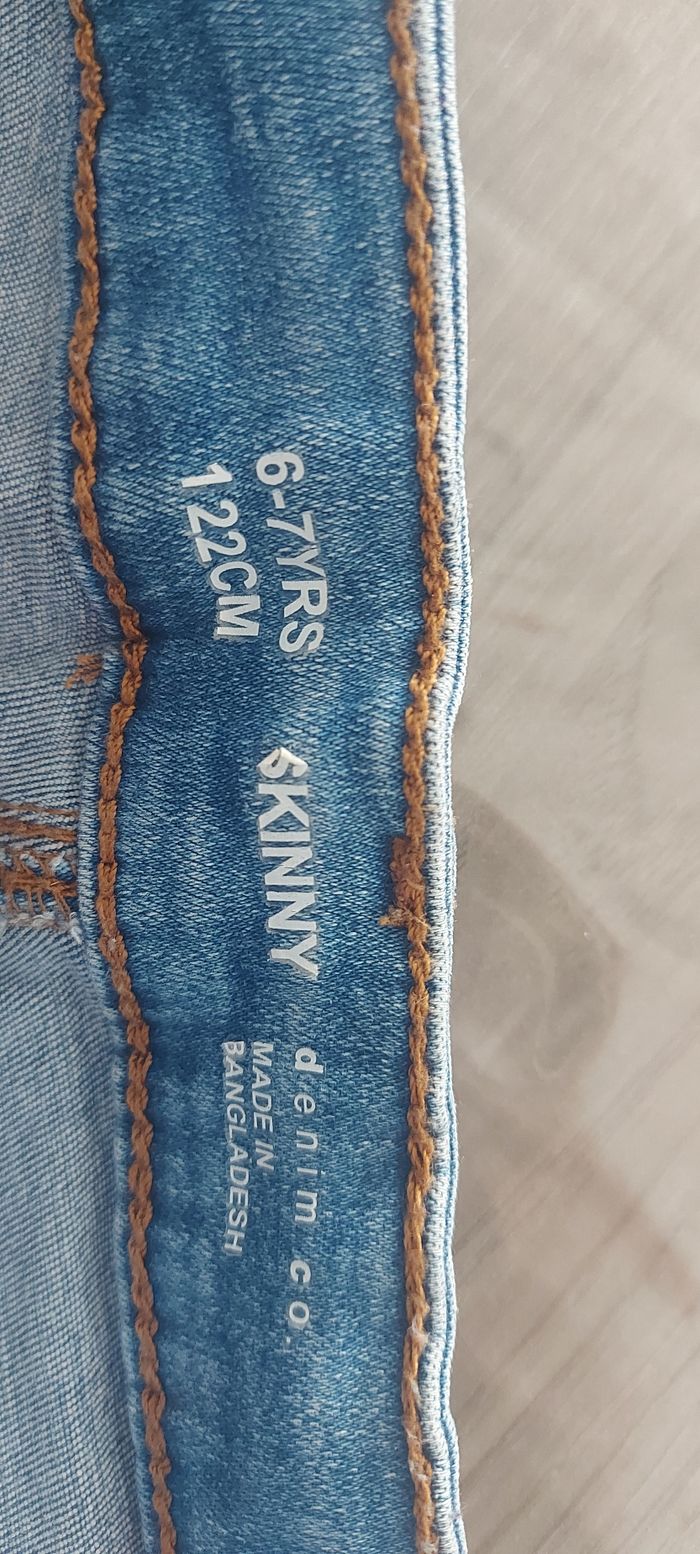 6-7YRS
122CM
SKINNY
denim co.
MADE IN
BANGLADESH